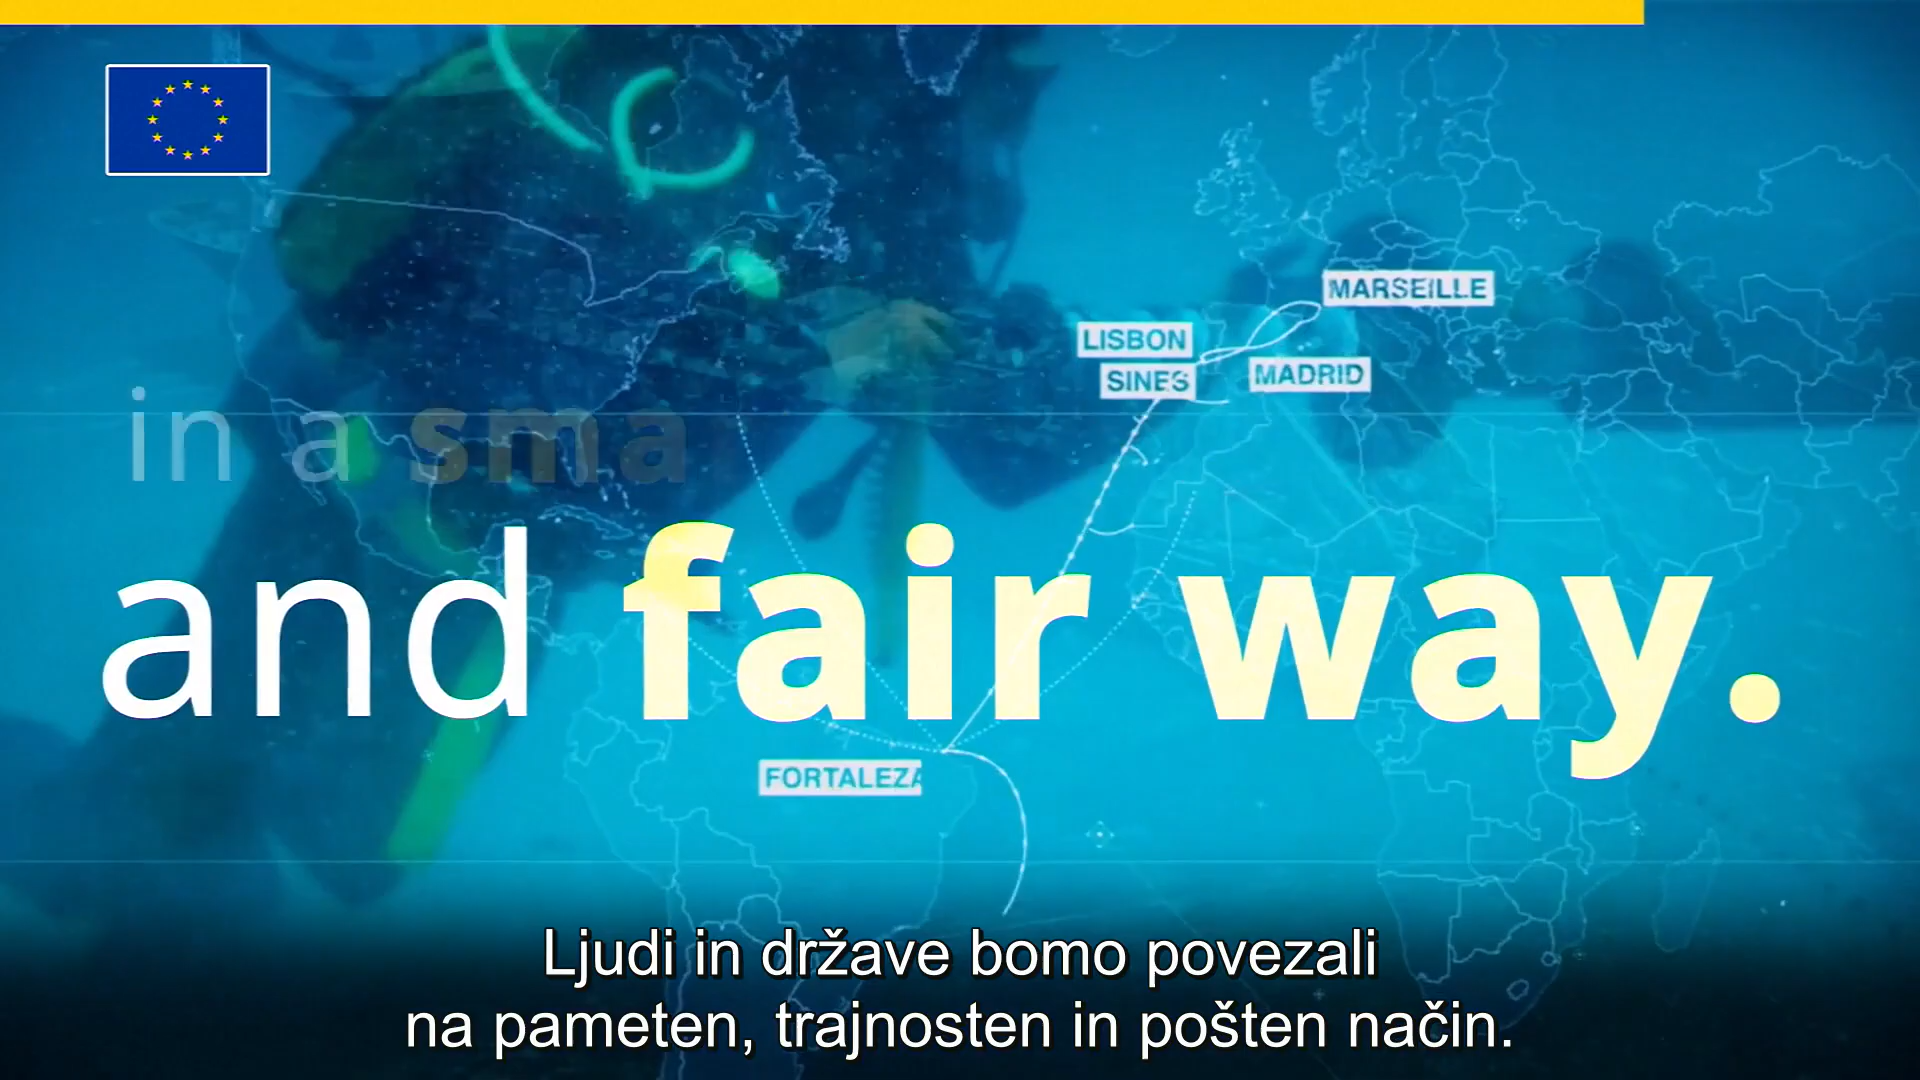 MARSEILLE
LISBON
SINES
MADRID
in a sma
and fair way.
FORTALEZA
Ljudi in države bomo povezali
na pameten, trajnosten in pošten način.